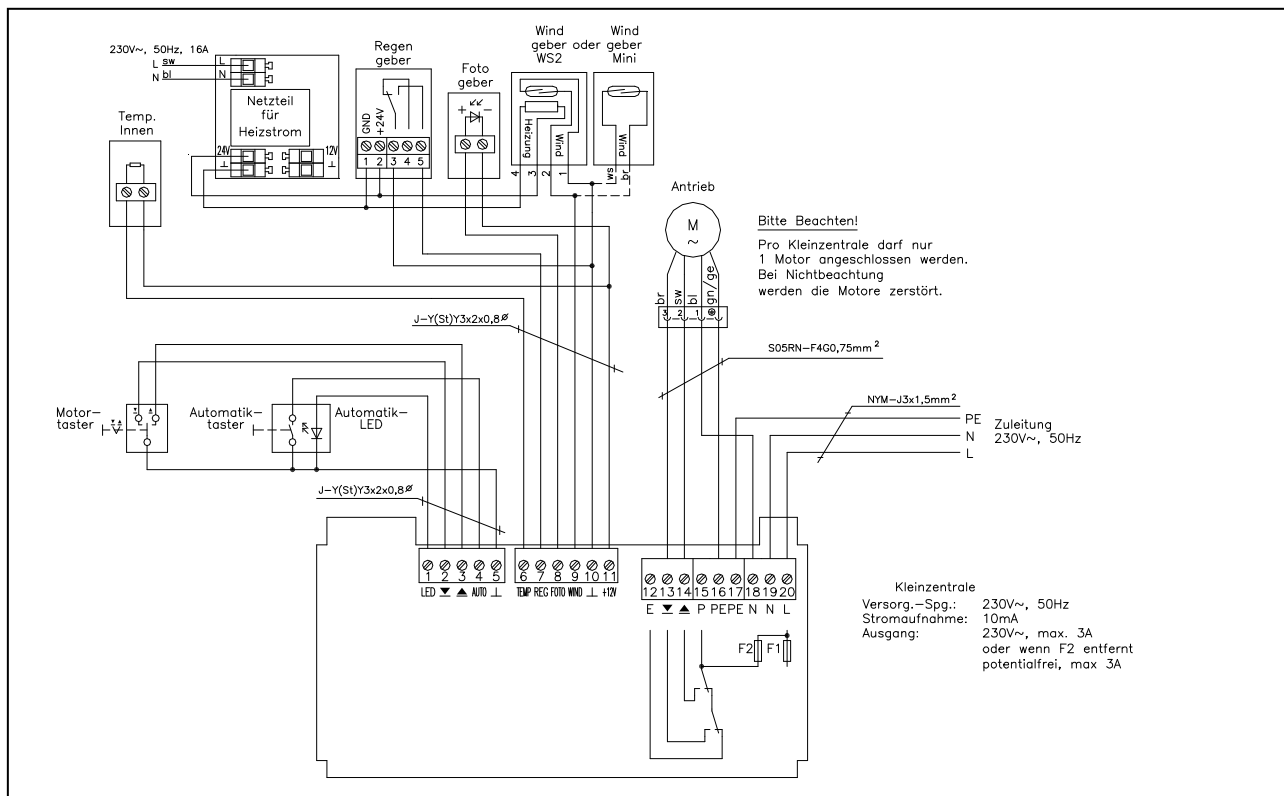 230V~, 50Hz, 16A
L sw L
N bl N
Netzteil
für
Heizstrom
24V
⊥
12V
⊥
Temp.
Innen
Regen
geber
GND
+24V
1 2 3 4 5
Foto
geber
+ -
Wind
geber oder
WS2
Wind
geber
Mini
Heizung
Wind
4 3 2 1
Wind
ws br
Antrieb
M
~
br sw bl gn/ge
3 2 1
Bitte Beachten!
Pro Kleinzentrale darf nur
1 Motor angeschlossen werden.
Bei Nichtbeachtung
werden die Motore zerstört.
J-Y(St)Y3x2x0,8ø
S05RN-F4G0,75mm²
NYM-J3x1,5mm²
PE
N
L
Zuleitung
230V~, 50Hz
Motor-
taster
Automatik-
taster
Automatik-
LED
J-Y(St)Y3x2x0,8ø
1 2 3 4 5
LED ▼ ▲ AUTO ⊥
6 7 8 9 10 11
TEMP REG FOTO WIND ⊥ +12V
12 13 14 15 16 17 18 19 20
E ▼ ▲ P PE PE N N L
F2 F1
Kleinzentrale
Versorg.-Spg.: 230V~, 50Hz
Stromaufnahme: 10mA
Ausgang: 230V~, max. 3A
oder wenn F2 entfernt
potentialfrei, max 3A